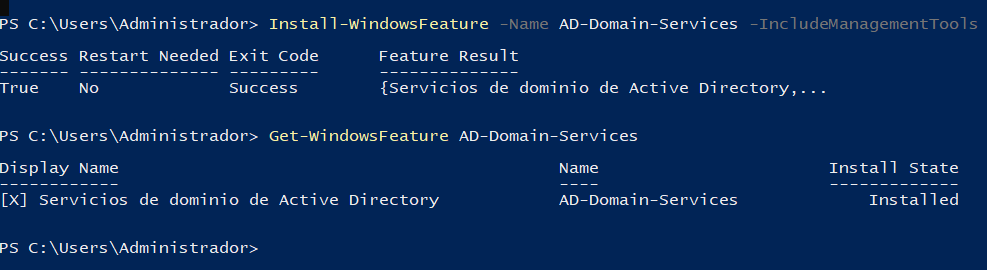 PS C:\Users\Administrador> Install-WindowsFeature -Name AD-Domain-Services -IncludeManagementTools
Success Restart Needed Exit Code      Feature Result
------- -------------- ---------      --------------
True    No             Success        {Servicios de dominio de Active Directory,...
PS C:\Users\Administrador> Get-WindowsFeature AD-Domain-Services
Display Name                                            Name                       Install State
------------                                            ----                       -------------
[X] Servicios de dominio de Active Directory            AD-Domain-Services             Installed
PS C:\Users\Administrador>